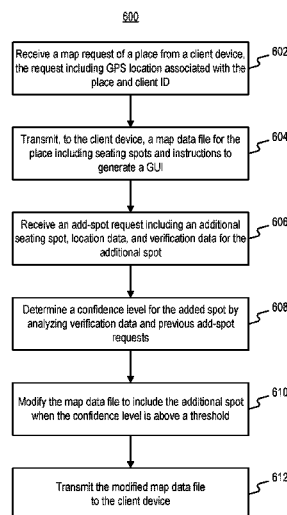 600
Receive a map request of a place from a client device,
the request including GPS location associated with the
place and client ID
602
Transmit, to the client device, a map data file for the
place including seating spots and instructions to
generate a GUI
604
Receive an add-spot request including an additional
seating spot, location data, and verification data for the
additional spot
606
Determine a confidence level for the added spot by
analyzing verification data and previous add-spot
requests
608
Modify the map data file to include the additional spot
when the confidence level is above a threshold
610
Transmit the modified map data file
to the client device
612